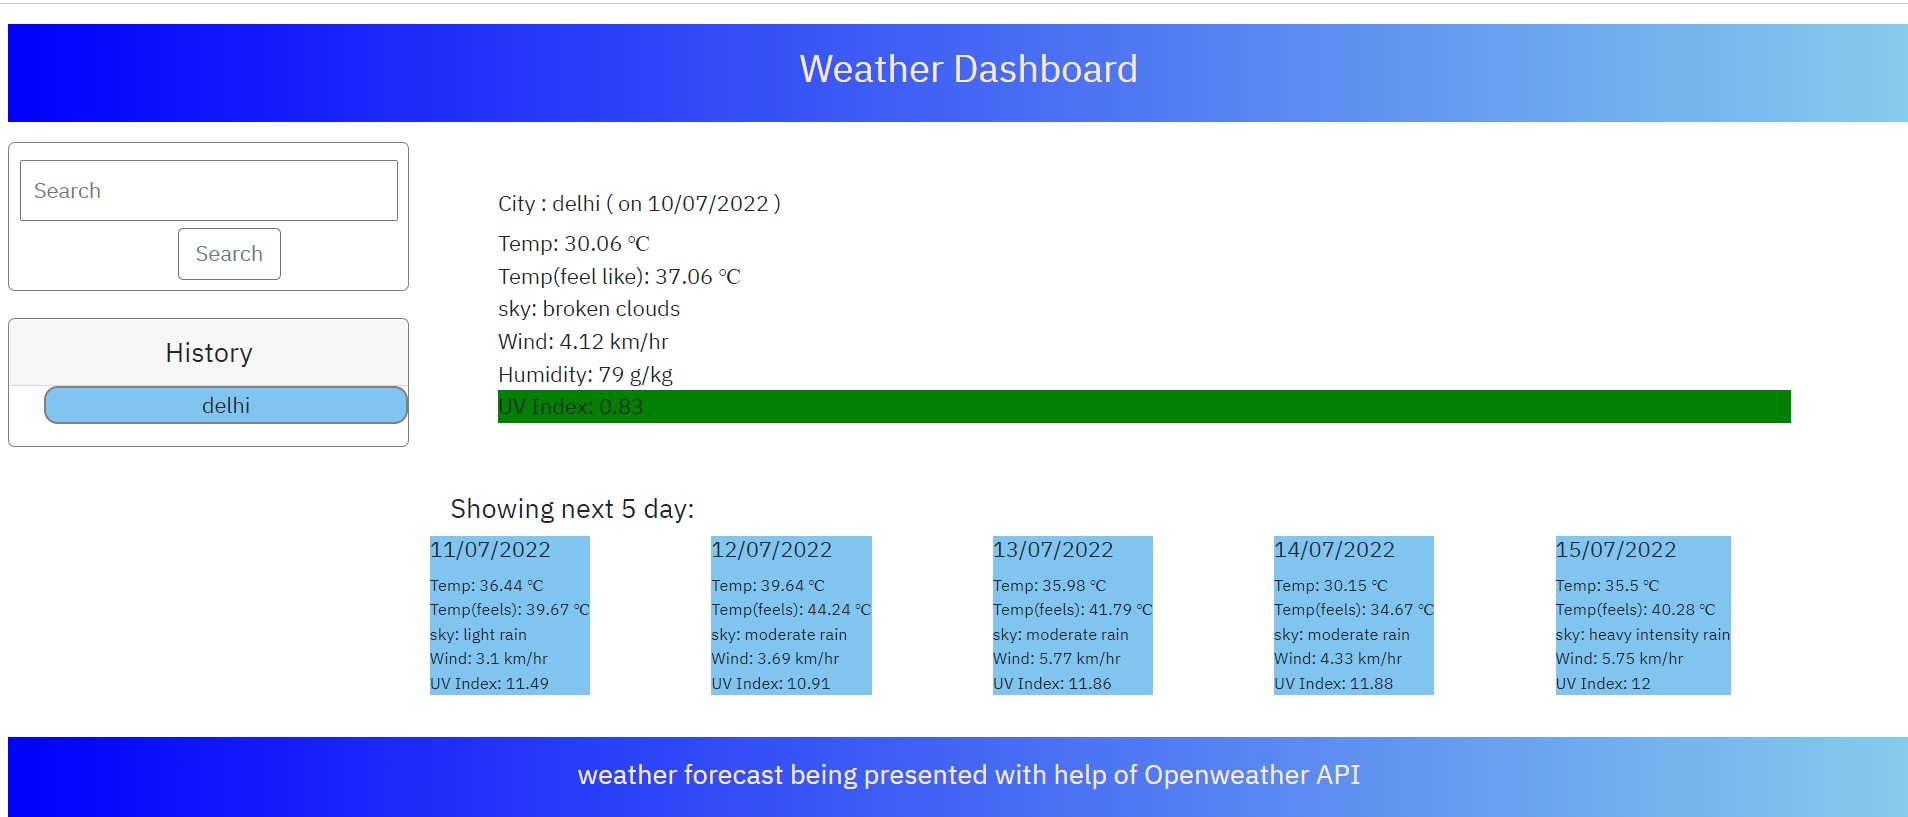 Weather Dashboard
Search
Search
History
delhi
City : delhi ( on 10/07/2022 )
Temp: 30.06 ℃
Temp(feel like): 37.06 ℃
sky: broken clouds
Wind: 4.12 km/hr
Humidity: 79 g/kg
UV Index: 0.83
Showing next 5 day:
11/07/2022
Temp: 36.44 ℃
Temp(feels): 39.67 ℃
sky: light rain
Wind: 3.1 km/hr
UV Index: 11.49
12/07/2022
Temp: 39.64 ℃
Temp(feels): 44.24 ℃
sky: moderate rain
Wind: 3.69 km/hr
UV Index: 10.91
13/07/2022
Temp: 35.98 ℃
Temp(feels): 41.79 ℃
sky: moderate rain
Wind: 5.77 km/hr
UV Index: 11.86
14/07/2022
Temp: 30.15 ℃
Temp(feels): 34.67 ℃
sky: moderate rain
Wind: 4.33 km/hr
UV Index: 11.88
15/07/2022
Temp: 35.5 ℃
Temp(feels): 40.28 ℃
sky: heavy intensity rain
Wind: 5.75 km/hr
UV Index: 12
weather forecast being presented with help of Openweather API